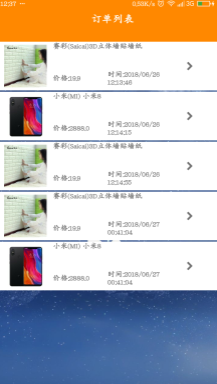 12:37 ... 0.53K/s 3G
订单列表
赛彩(Saica)3D立体墙贴墙纸
价格:19.9
时间:2018/06/26
12:13:46
小米(MI) 小米8
价格:2888.0
时间:2018/06/26
12:14:15
赛彩(Saica)3D立体墙贴墙纸
价格:19.9
时间:2018/06/26
12:14:55
赛彩(Saica)3D立体墙贴墙纸
价格:19.9
时间:2018/06/27
00:41:04
小米(MI) 小米8
价格:2888.0
时间:2018/06/27
00:41:04